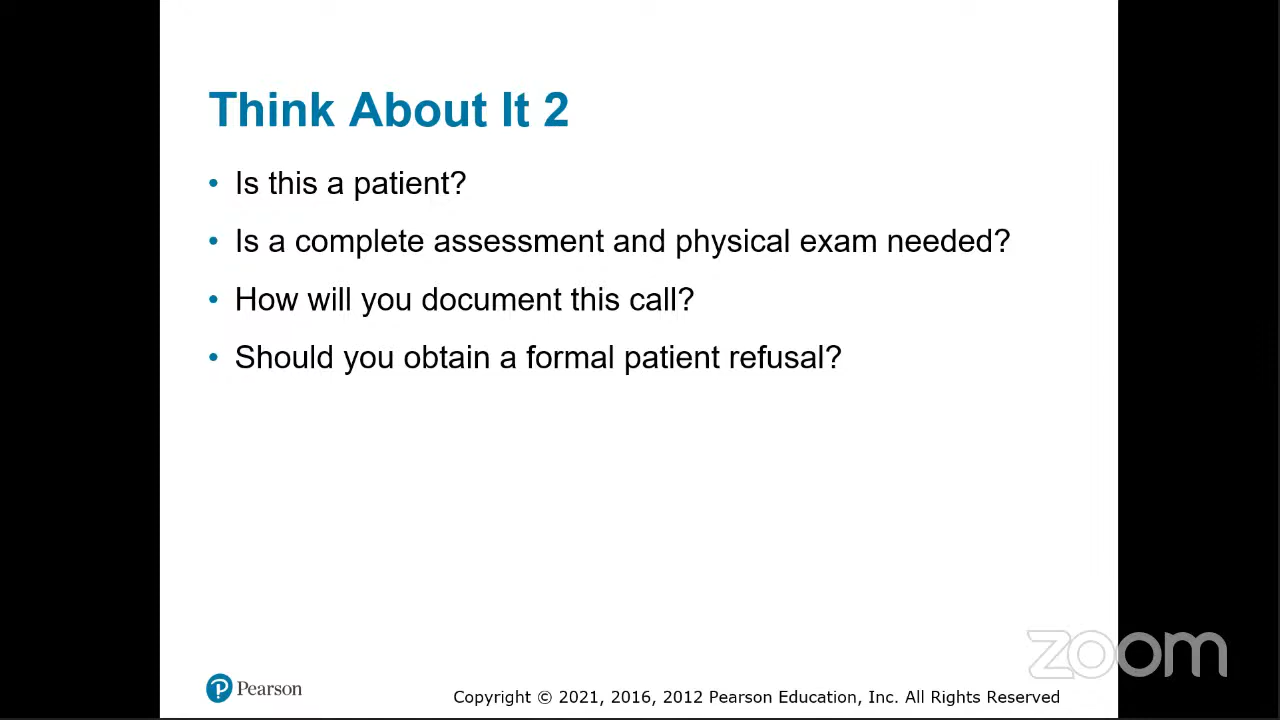 Think About It 2
• Is this a patient?
• Is a complete assessment and physical exam needed?
• How will you document this call?
• Should you obtain a formal patient refusal?
zoom
Pearson
Copyright © 2021, 2016, 2012 Pearson Education, Inc. All Rights Reserved